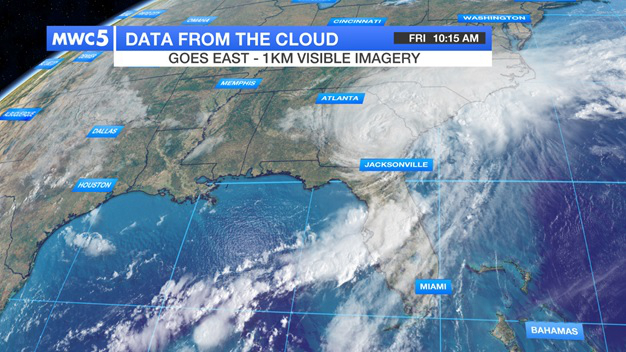 MWC5
DATA FROM THE CLOUD
FRI 10:15 AM
GOES EAST - 1KM VISIBLE IMAGERY
CINCINNATI
WASHINGTON
MEMPHIS
ATLANTA
ALBUQUERQUE
DALLAS
JACKSONVILLE
HOUSTON
MIAMI
BAHAMAS